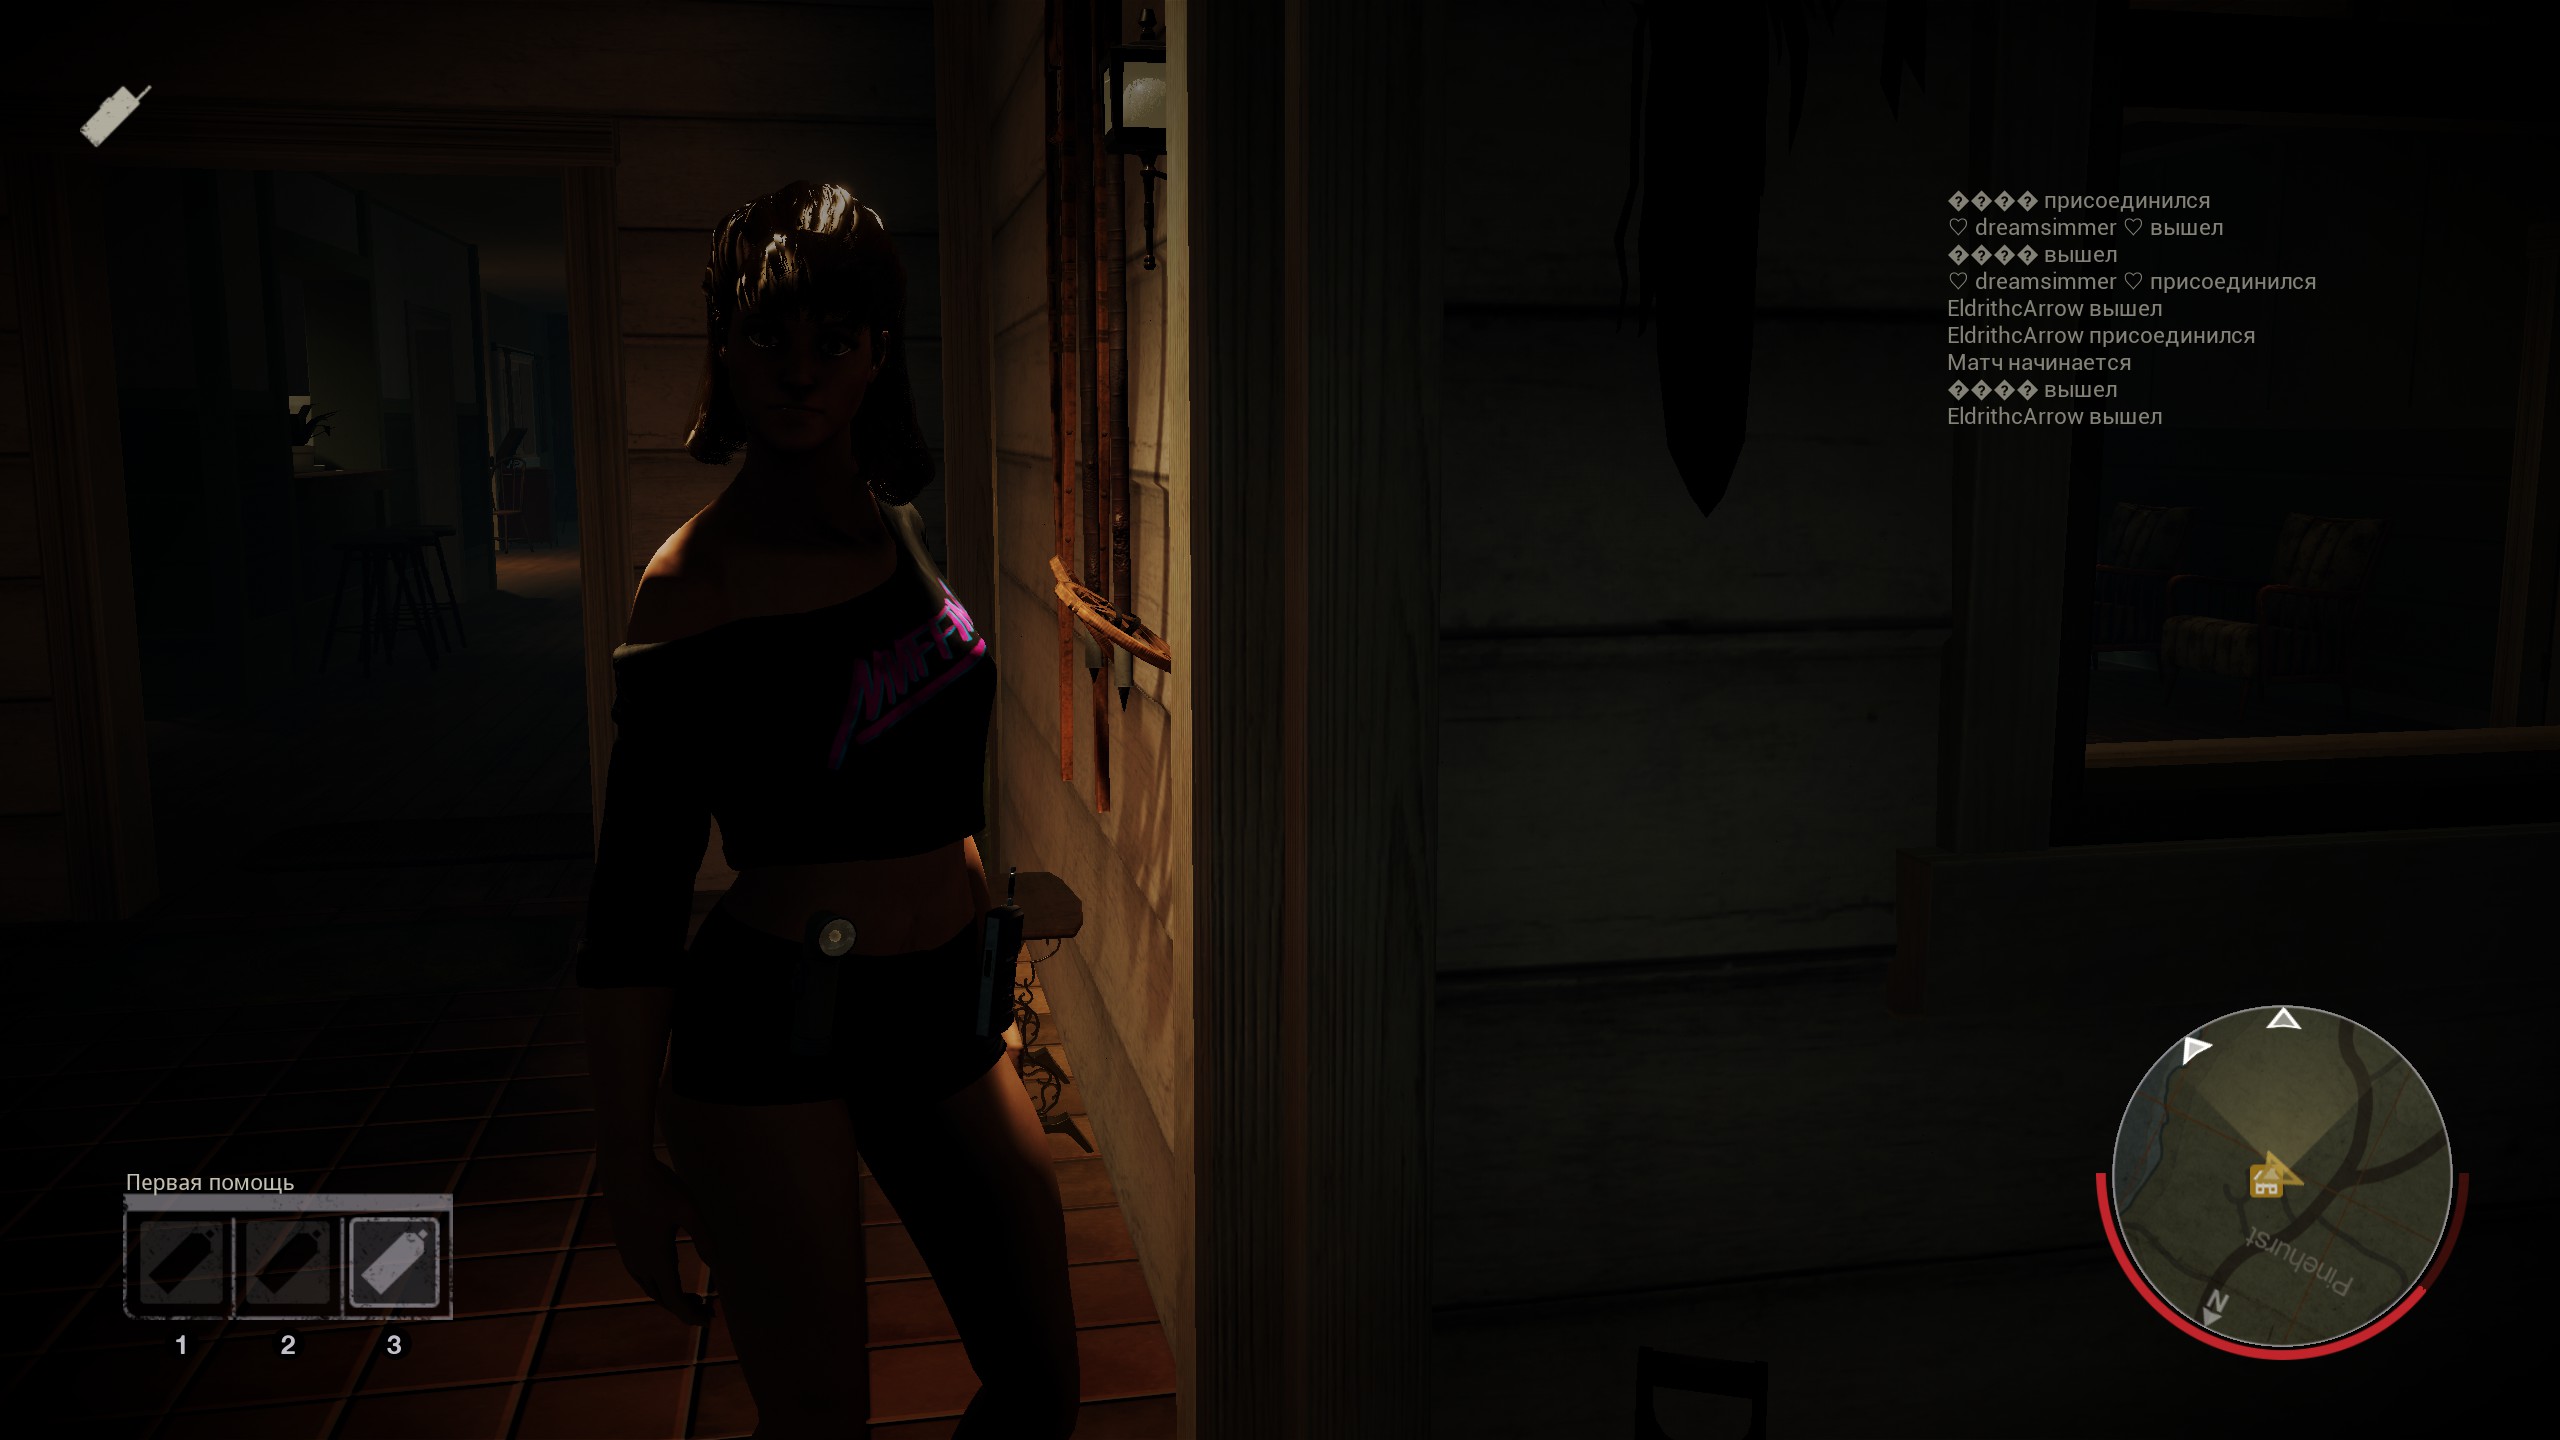 ���� присоединился
♡ dreamsimmer ♡ вышел
���� вышел
♡ dreamsimmer ♡ присоединился
EldrithcArrow вышел
EldrithcArrow присоединился
Матч начинается
���� вышел
EldrithcArrow вышел
MUFFIN
Первая помощь
1 2 3
Pinehurst
N